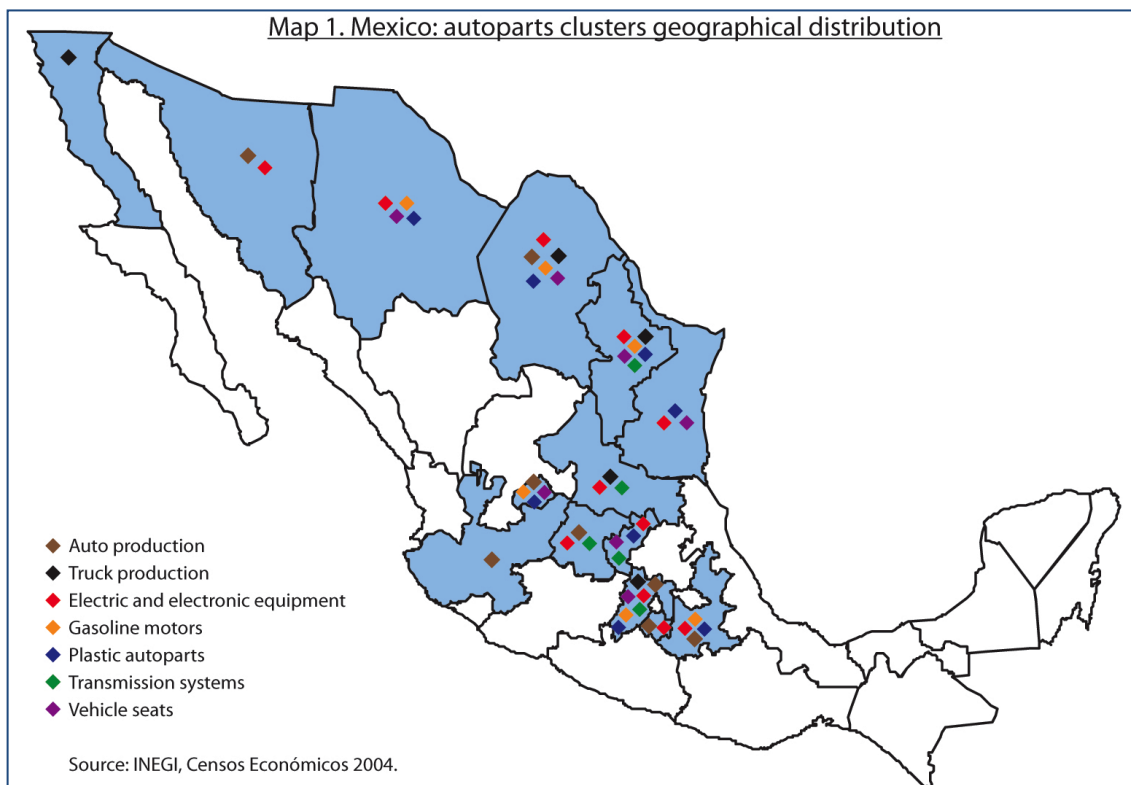 Map 1. Mexico: autoparts clusters geographical distribution
Auto production
Truck production
Electric and electronic equipment
Gasoline motors
Plastic autoparts
Transmission systems
Vehicle seats
Source: INEGI, Censos Económicos 2004.